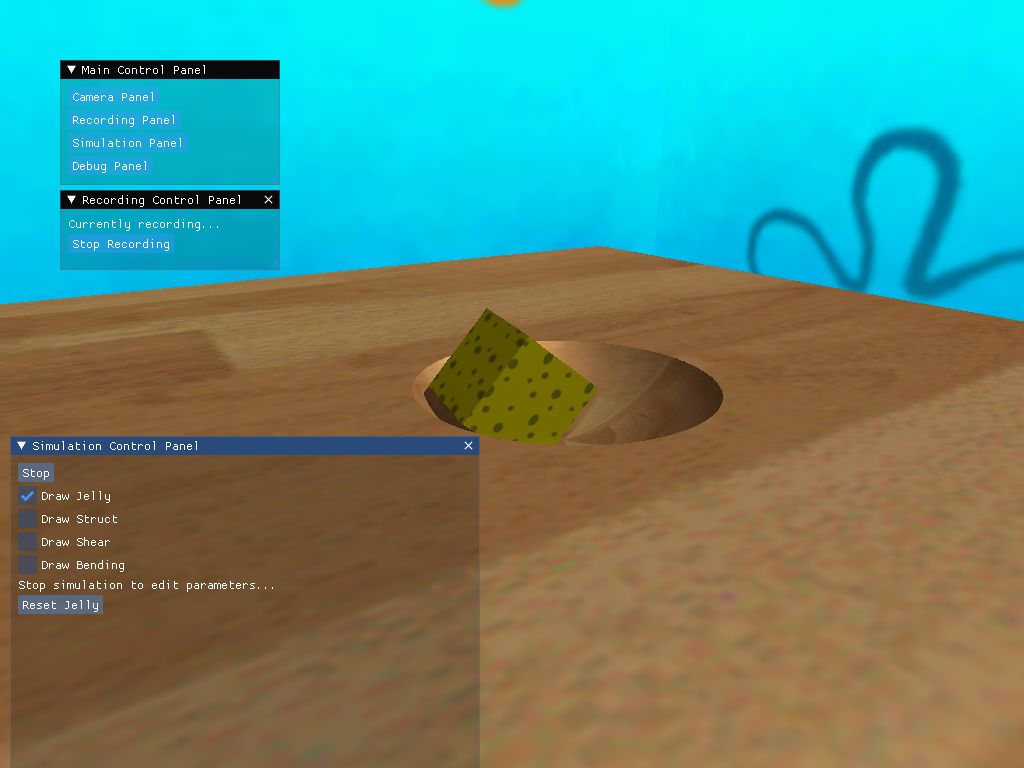 Main Control Panel
Camera Panel
Recording Panel
Simulation Panel
Debug Panel
Recording Control Panel
Currently recording...
Stop Recording
Simulation Control Panel
Stop
Draw Jelly
Draw Struct
Draw Shear
Draw Bending
Stop simulation to edit parameters...
Reset Jelly